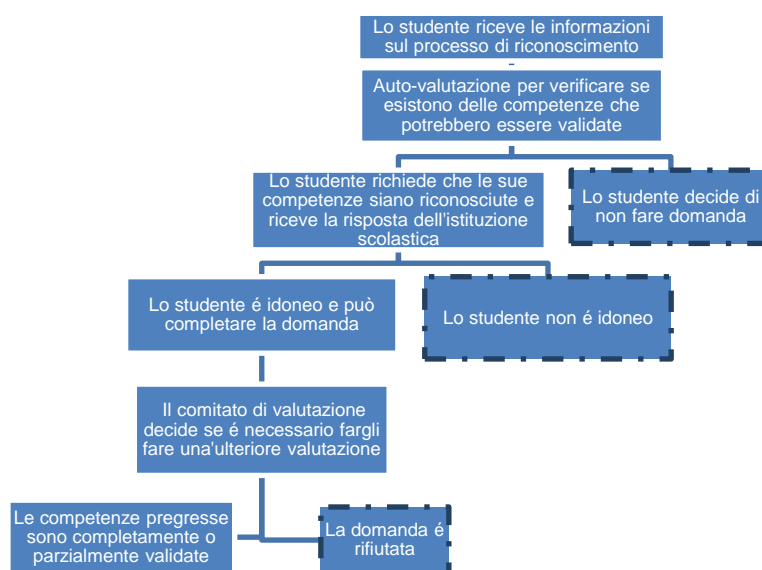 Lo studente riceve le informazioni
sul processo di riconoscimento
Auto-valutazione per verificare se
esistono delle competenze che
potrebbero essere validate
Lo studente richiede che le sue
competenze siano riconosciute e
riceve la risposta dell'istituzione
scolastica
Lo studente decide di
non fare domanda
Lo studente é idoneo e può
completare la domanda
Lo studente non é idoneo
Il comitato di valutazione
decide se é necessario fargli
fare una'ulteriore valutazione
Le competenze pregresse
sono completamente o
parzialmente validate
La domanda é
rifiutata